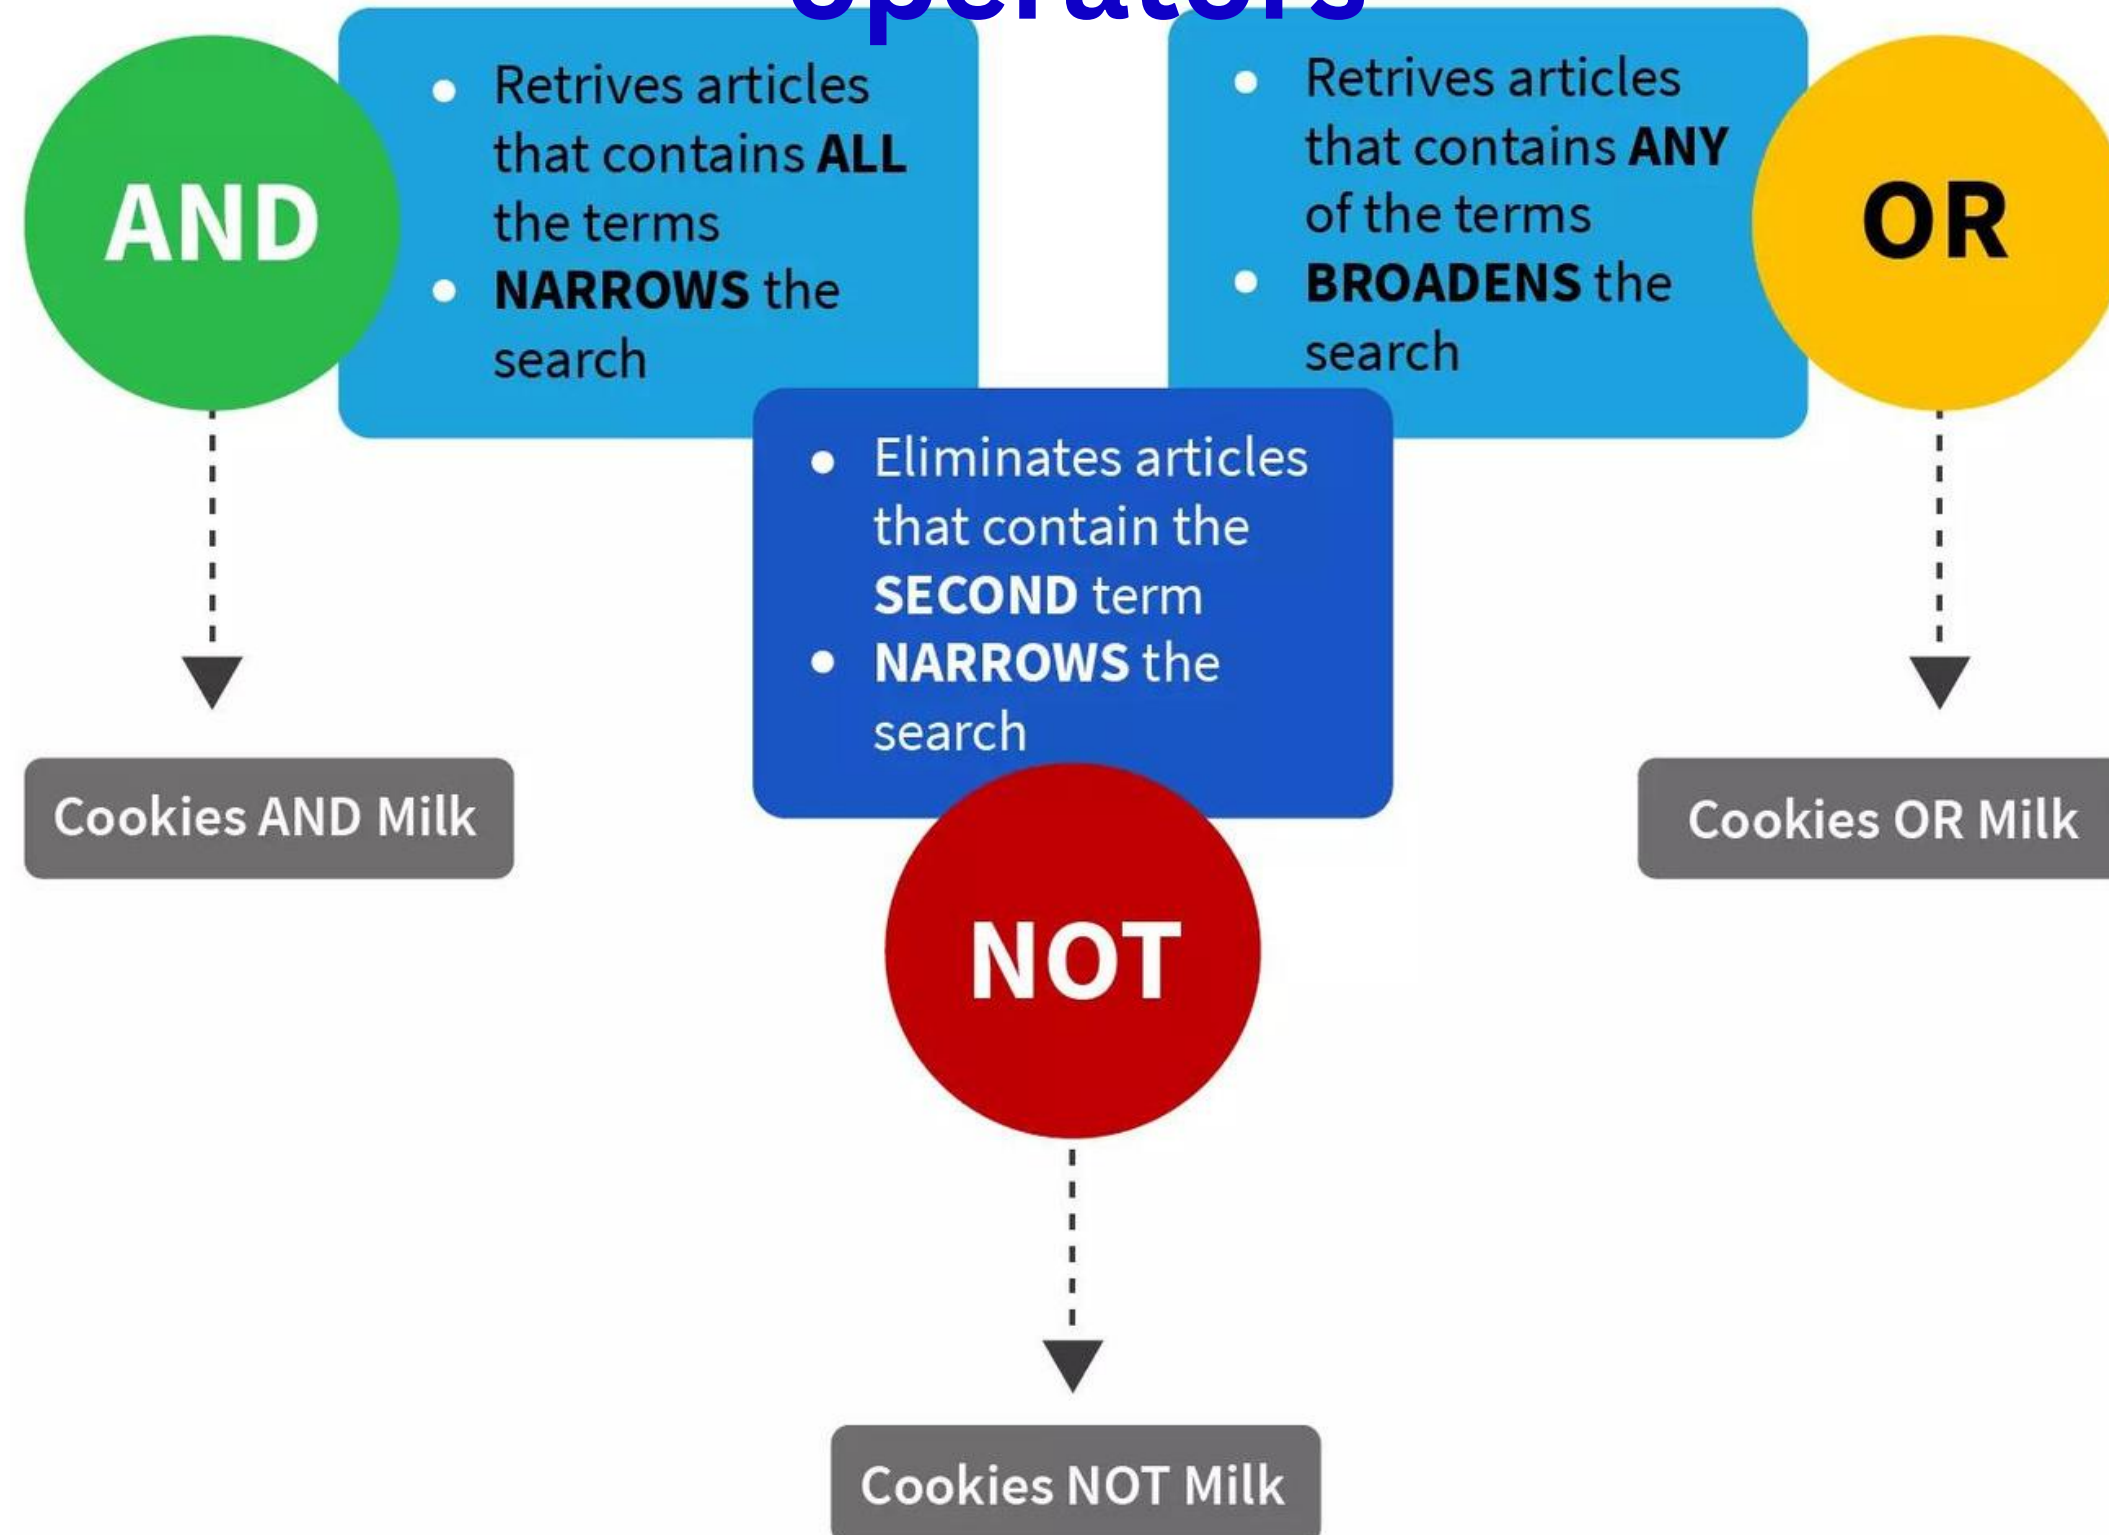 operators
AND
Retrives articles
that contains ALL
the terms
NARROWS the
search
Retrives articles
that contains ANY
of the terms
BROADENS the
search
OR
Eliminates articles
that contain the
SECOND term
NARROWS the
search
Cookies AND Milk
Cookies OR Milk
NOT
Cookies NOT Milk